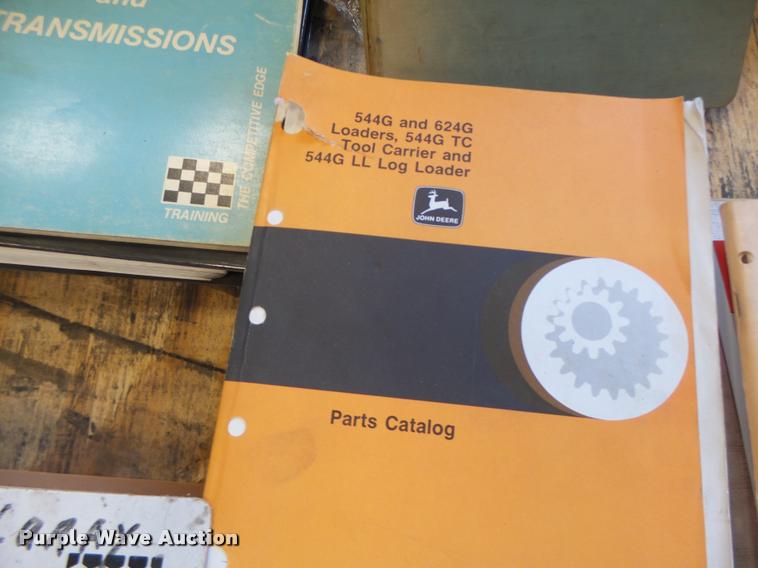 and
TRANSMISSIONS
THE COMPETITIVE EDGE
TRAINING
544G and 624G
Loaders, 544G TC
Tool Carrier and
544G LL Log Loader
JOHN DEERE
Parts Catalog
Purple Wave Auction